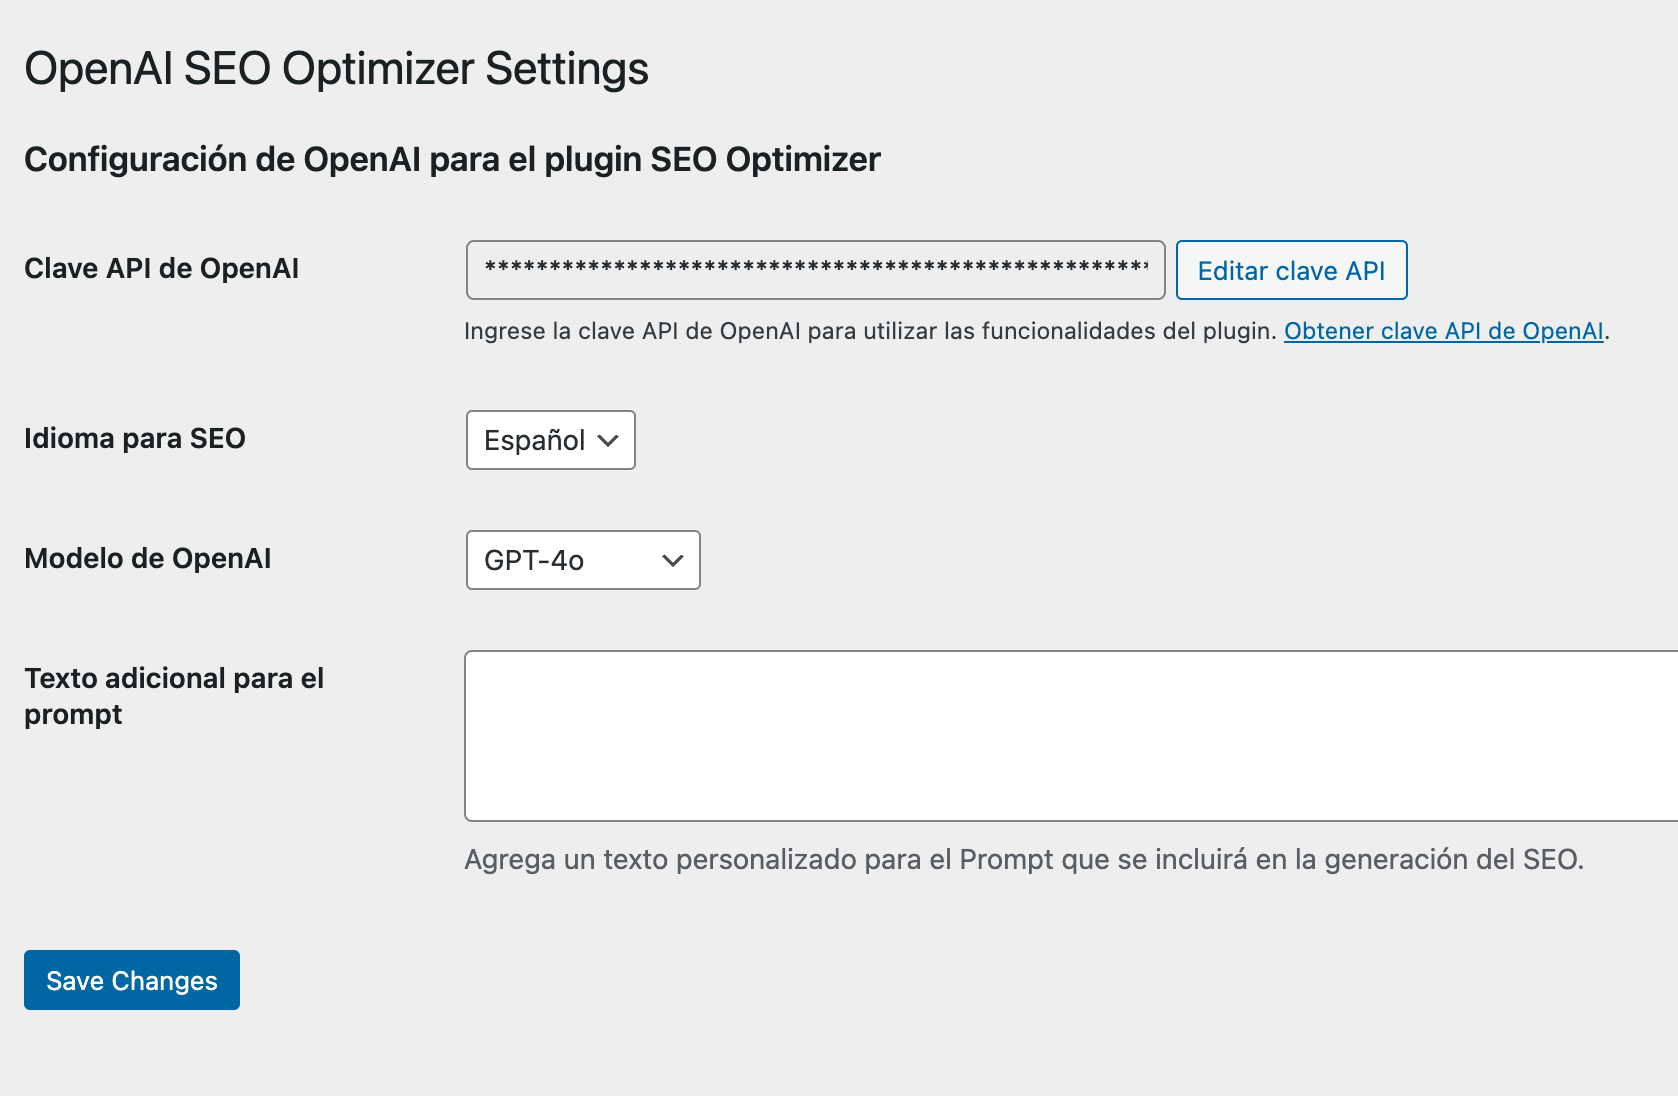 OpenAI SEO Optimizer Settings
Configuración de OpenAI para el plugin SEO Optimizer
Clave API de OpenAI
***************************************************
Editar clave API
Ingrese la clave API de OpenAI para utilizar las funcionalidades del plugin. Obtener clave API de OpenAI.
Idioma para SEO
Español
Modelo de OpenAI
GPT-4o
Texto adicional para el
prompt
Agrega un texto personalizado para el Prompt que se incluirá en la generación del SEO.
Save Changes